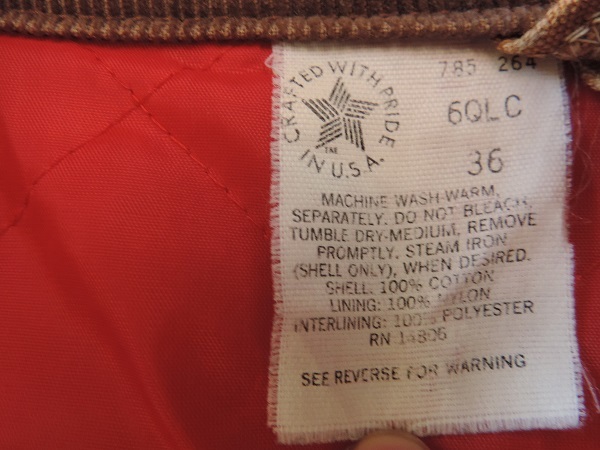 785 264
CRAFTED WITH PRIDE
IN U.S.A.
TM
6QLC
36
MACHINE WASH-WARM,
SEPARATELY. DO NOT BLEACH,
TUMBLE DRY-MEDIUM, REMOVE
PROMPTLY. STEAM IRON
(SHELL ONLY), WHEN DESIRED.
SHELL: 100% COTTON
LINING: 100% NYLON
INTERLINING: 100% POLYESTER
RN 14806
SEE REVERSE FOR WARNING